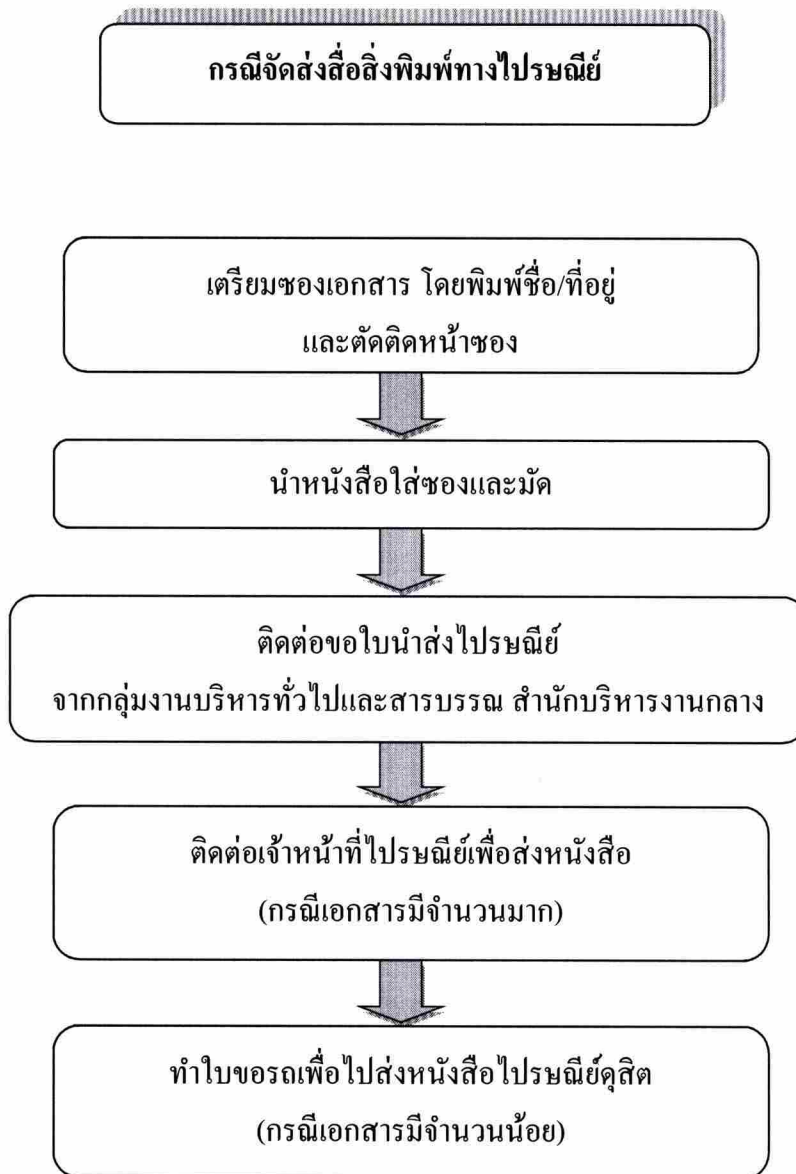 กรณีจัดส่งสื่อสิ่งพิมพ์ทางไปรษณีย์
เตรียมซองเอกสาร โดยพิมพ์ชื่อ/ที่อยู่
และตัดติดหน้าซอง
นำหนังสือใส่ซองและมัด
ติดต่อขอใบนำส่งไปรษณีย์
จากกลุ่มงานบริหารทั่วไปและสารบรรณ สำนักบริหารงานกลาง
ติดต่อเจ้าหน้าที่ไปรษณีย์เพื่อส่งหนังสือ
(กรณีเอกสารมีจำนวนมาก)
ทำใบขอรถเพื่อไปส่งหนังสือไปรษณีย์ดุสิต
(กรณีเอกสารมีจำนวนน้อย)